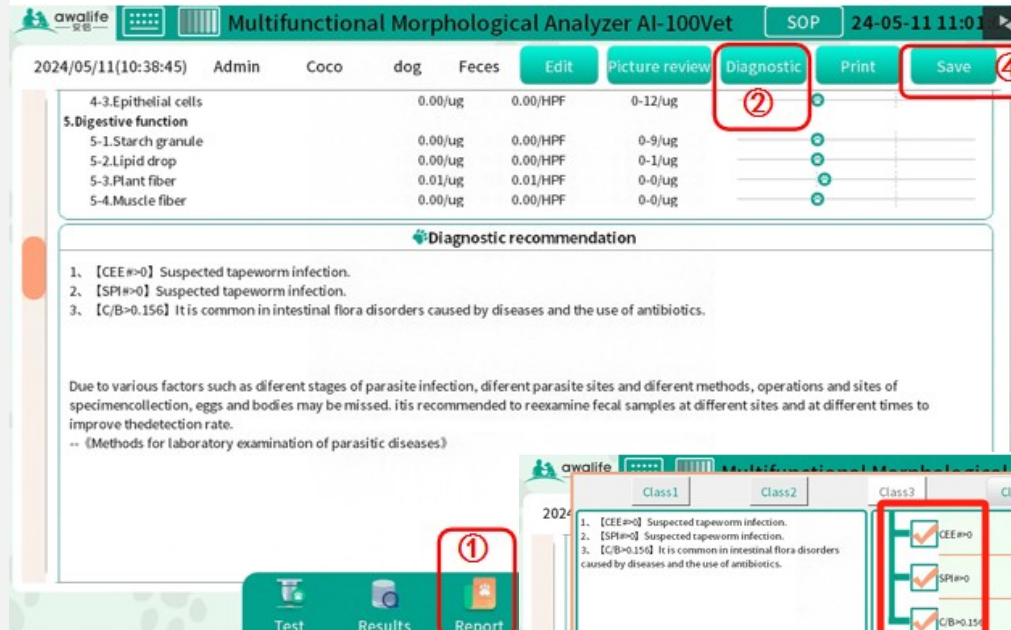 awalife
安侣
Multifunctional Morphological Analyzer AI-100Vet
SOP
24-05-11 11:01
2024/05/11(10:38:45) Admin Coco dog Feces Edit Picture review Diagnostic Print Save
④
②
4-3.Epithelial cells 0.00/ug 0.00/HPF 0-12/ug
5.Digestive function
5-1.Starch granule 0.00/ug 0.00/HPF 0-9/ug
5-2.Lipid drop 0.00/ug 0.00/HPF 0-1/ug
5-3.Plant fiber 0.01/ug 0.01/HPF 0-0/ug
5-4.Muscle fiber 0.00/ug 0.00/HPF 0-0/ug
Diagnostic recommendation
1、【CEE#>0】Suspected tapeworm infection.
2、【SPI#>0】Suspected tapeworm infection.
3、【C/B>0.156】It is common in intestinal flora disorders caused by diseases and the use of antibiotics.
Due to various factors such as diferent stages of parasite infection, diferent parasite sites and diferent methods, operations and sites of
specimencollection, eggs and bodies may be missed. itis recommended to reexamine fecal samples at different sites and at different times to
improve thedetection rate.
--《Methods for laboratory examination of parasitic diseases》
①
Test Results Report
awalife
Multifunctional Morphological
Class1 Class2 Class3
2024
1、【CEE#>0】Suspected tapeworm infection.
2、【SPI#>0】Suspected tapeworm infection.
3、【C/B>0.156】It is common in intestinal flora disorders
caused by diseases and the use of antibiotics.
CEE#>0
SPI#>0
C/B>0.156